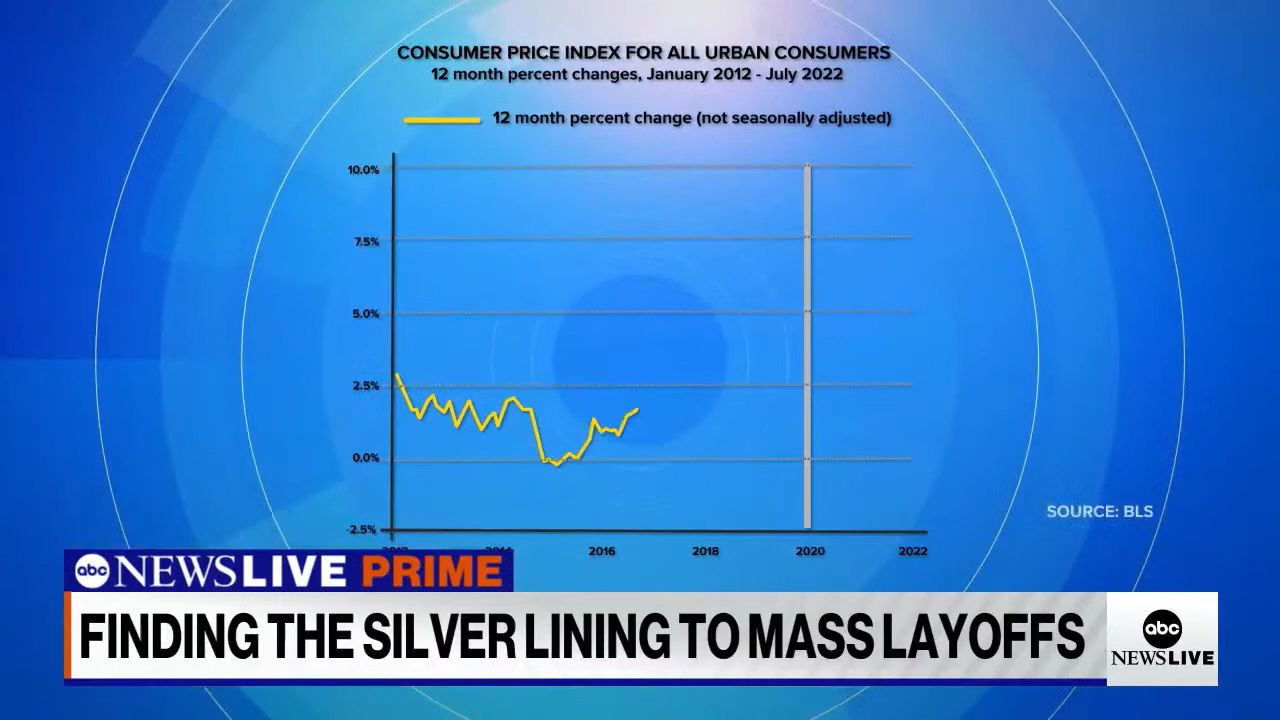 CONSUMER PRICE INDEX FOR ALL URBAN CONSUMERS
12 month percent changes, January 2012 - July 2022
12 month percent change (not seasonally adjusted)
10.0%
7.5%
5.0%
2.5%
0.0%
-2.5%
2016 2018 2020 2022
SOURCE: BLS
abc NEWS LIVE PRIME
FINDING THE SILVER LINING TO MASS LAYOFFS
abc
NEWS LIVE